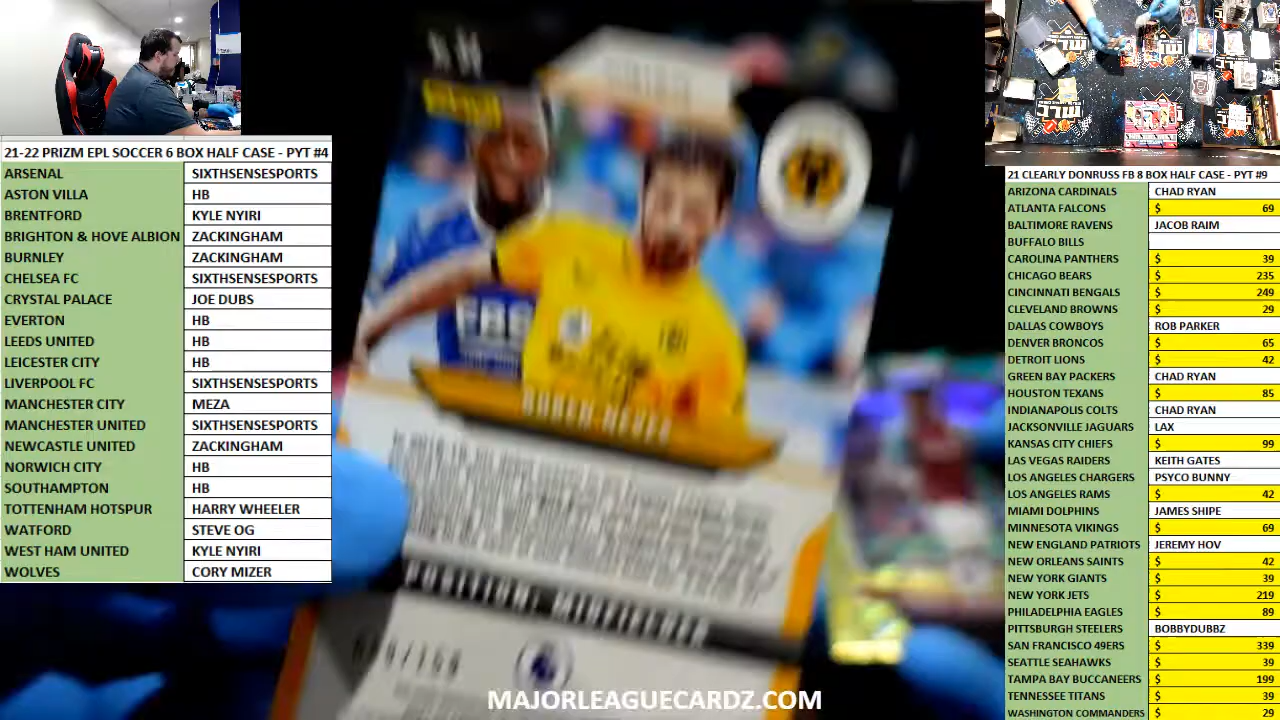 21-22 PRIZM EPL SOCCER 6 BOX HALF CASE - PYT #4
ARSENAL SIXTHSENSESPORTS
ASTON VILLA HB
BRENTFORD KYLE NYIRI
BRIGHTON & HOVE ALBION ZACKINGHAM
BURNLEY ZACKINGHAM
CHELSEA FC SIXTHSENSESPORTS
CRYSTAL PALACE JOE DUBS
EVERTON HB
LEEDS UNITED HB
LEICESTER CITY HB
LIVERPOOL FC SIXTHSENSESPORTS
MANCHESTER CITY MEZA
MANCHESTER UNITED SIXTHSENSESPORTS
NEWCASTLE UNITED ZACKINGHAM
NORWICH CITY HB
SOUTHAMPTON HB
TOTTENHAM HOTSPUR HARRY WHEELER
WATFORD STEVE OG
WEST HAM UNITED KYLE NYIRI
WOLVES CORY MIZER
FBS
RUBEN NEVES
POSITION: MIDFIELDER
MAJORLEAGUECARDZ.COM
21 CLEARLY DONRUSS FB 8 BOX HALF CASE - PYT #9
ARIZONA CARDINALS CHAD RYAN
ATLANTA FALCONS $ 69
BALTIMORE RAVENS JACOB RAIM
BUFFALO BILLS
CAROLINA PANTHERS $ 39
CHICAGO BEARS $ 235
CINCINNATI BENGALS $ 249
CLEVELAND BROWNS $ 29
DALLAS COWBOYS ROB PARKER
DENVER BRONCOS $ 65
DETROIT LIONS $ 42
GREEN BAY PACKERS CHAD RYAN
HOUSTON TEXANS $ 85
INDIANAPOLIS COLTS CHAD RYAN
JACKSONVILLE JAGUARS LAX
KANSAS CITY CHIEFS $ 99
LAS VEGAS RAIDERS KEITH GATES
LOS ANGELES CHARGERS PSYCO BUNNY
LOS ANGELES RAMS $ 42
MIAMI DOLPHINS JAMES SHIPE
MINNESOTA VIKINGS $ 69
NEW ENGLAND PATRIOTS JEREMY HOV
NEW ORLEANS SAINTS $ 42
NEW YORK GIANTS $ 39
NEW YORK JETS $ 219
PHILADELPHIA EAGLES $ 89
PITTSBURGH STEELERS BOBBYDUBBZ
SAN FRANCISCO 49ERS $ 339
SEATTLE SEAHAWKS $ 39
TAMPA BAY BUCCANEERS $ 199
TENNESSEE TITANS $ 39
WASHINGTON COMMANDERS $ 29